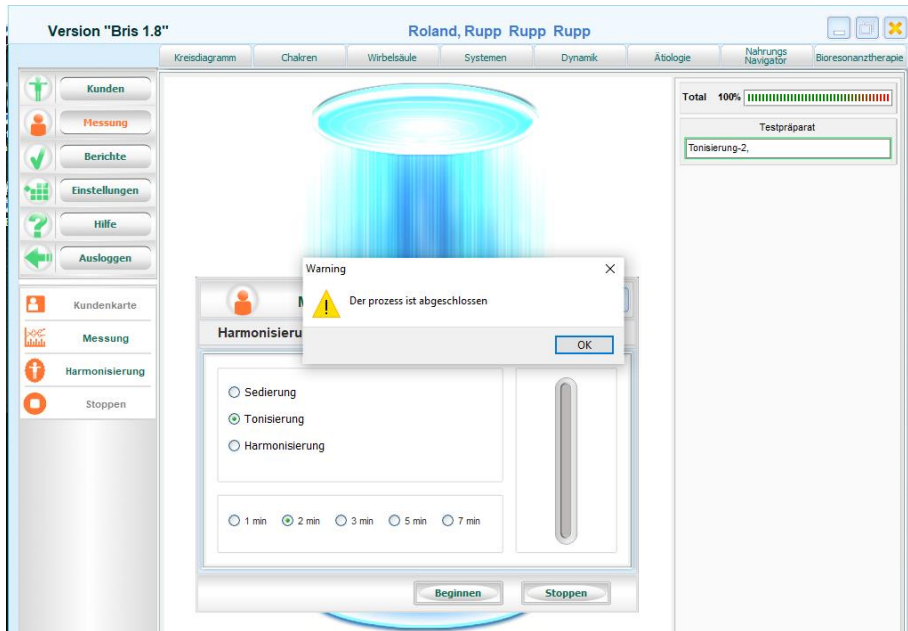 Version "Bris 1.8"
Roland, Rupp Rupp Rupp
Kreisdiagramm
Chakren
Wirbelsäule
Systemen
Dynamik
Ätiologie
Nahrungs
Navigator
Bioresonanztherapie
Kunden
Messung
Berichte
Einstellungen
Hilfe
Ausloggen
Kundenkarte
Messung
Harmonisierung
Stoppen
Warning
Der prozess ist abgeschlossen
OK
Harmonisieru
Sedierung
Tonisierung
Harmonisierung
1 min 2 min 3 min 5 min 7 min
Beginnen
Stoppen
Total 100%
Testpräparat
Tonisierung-2,